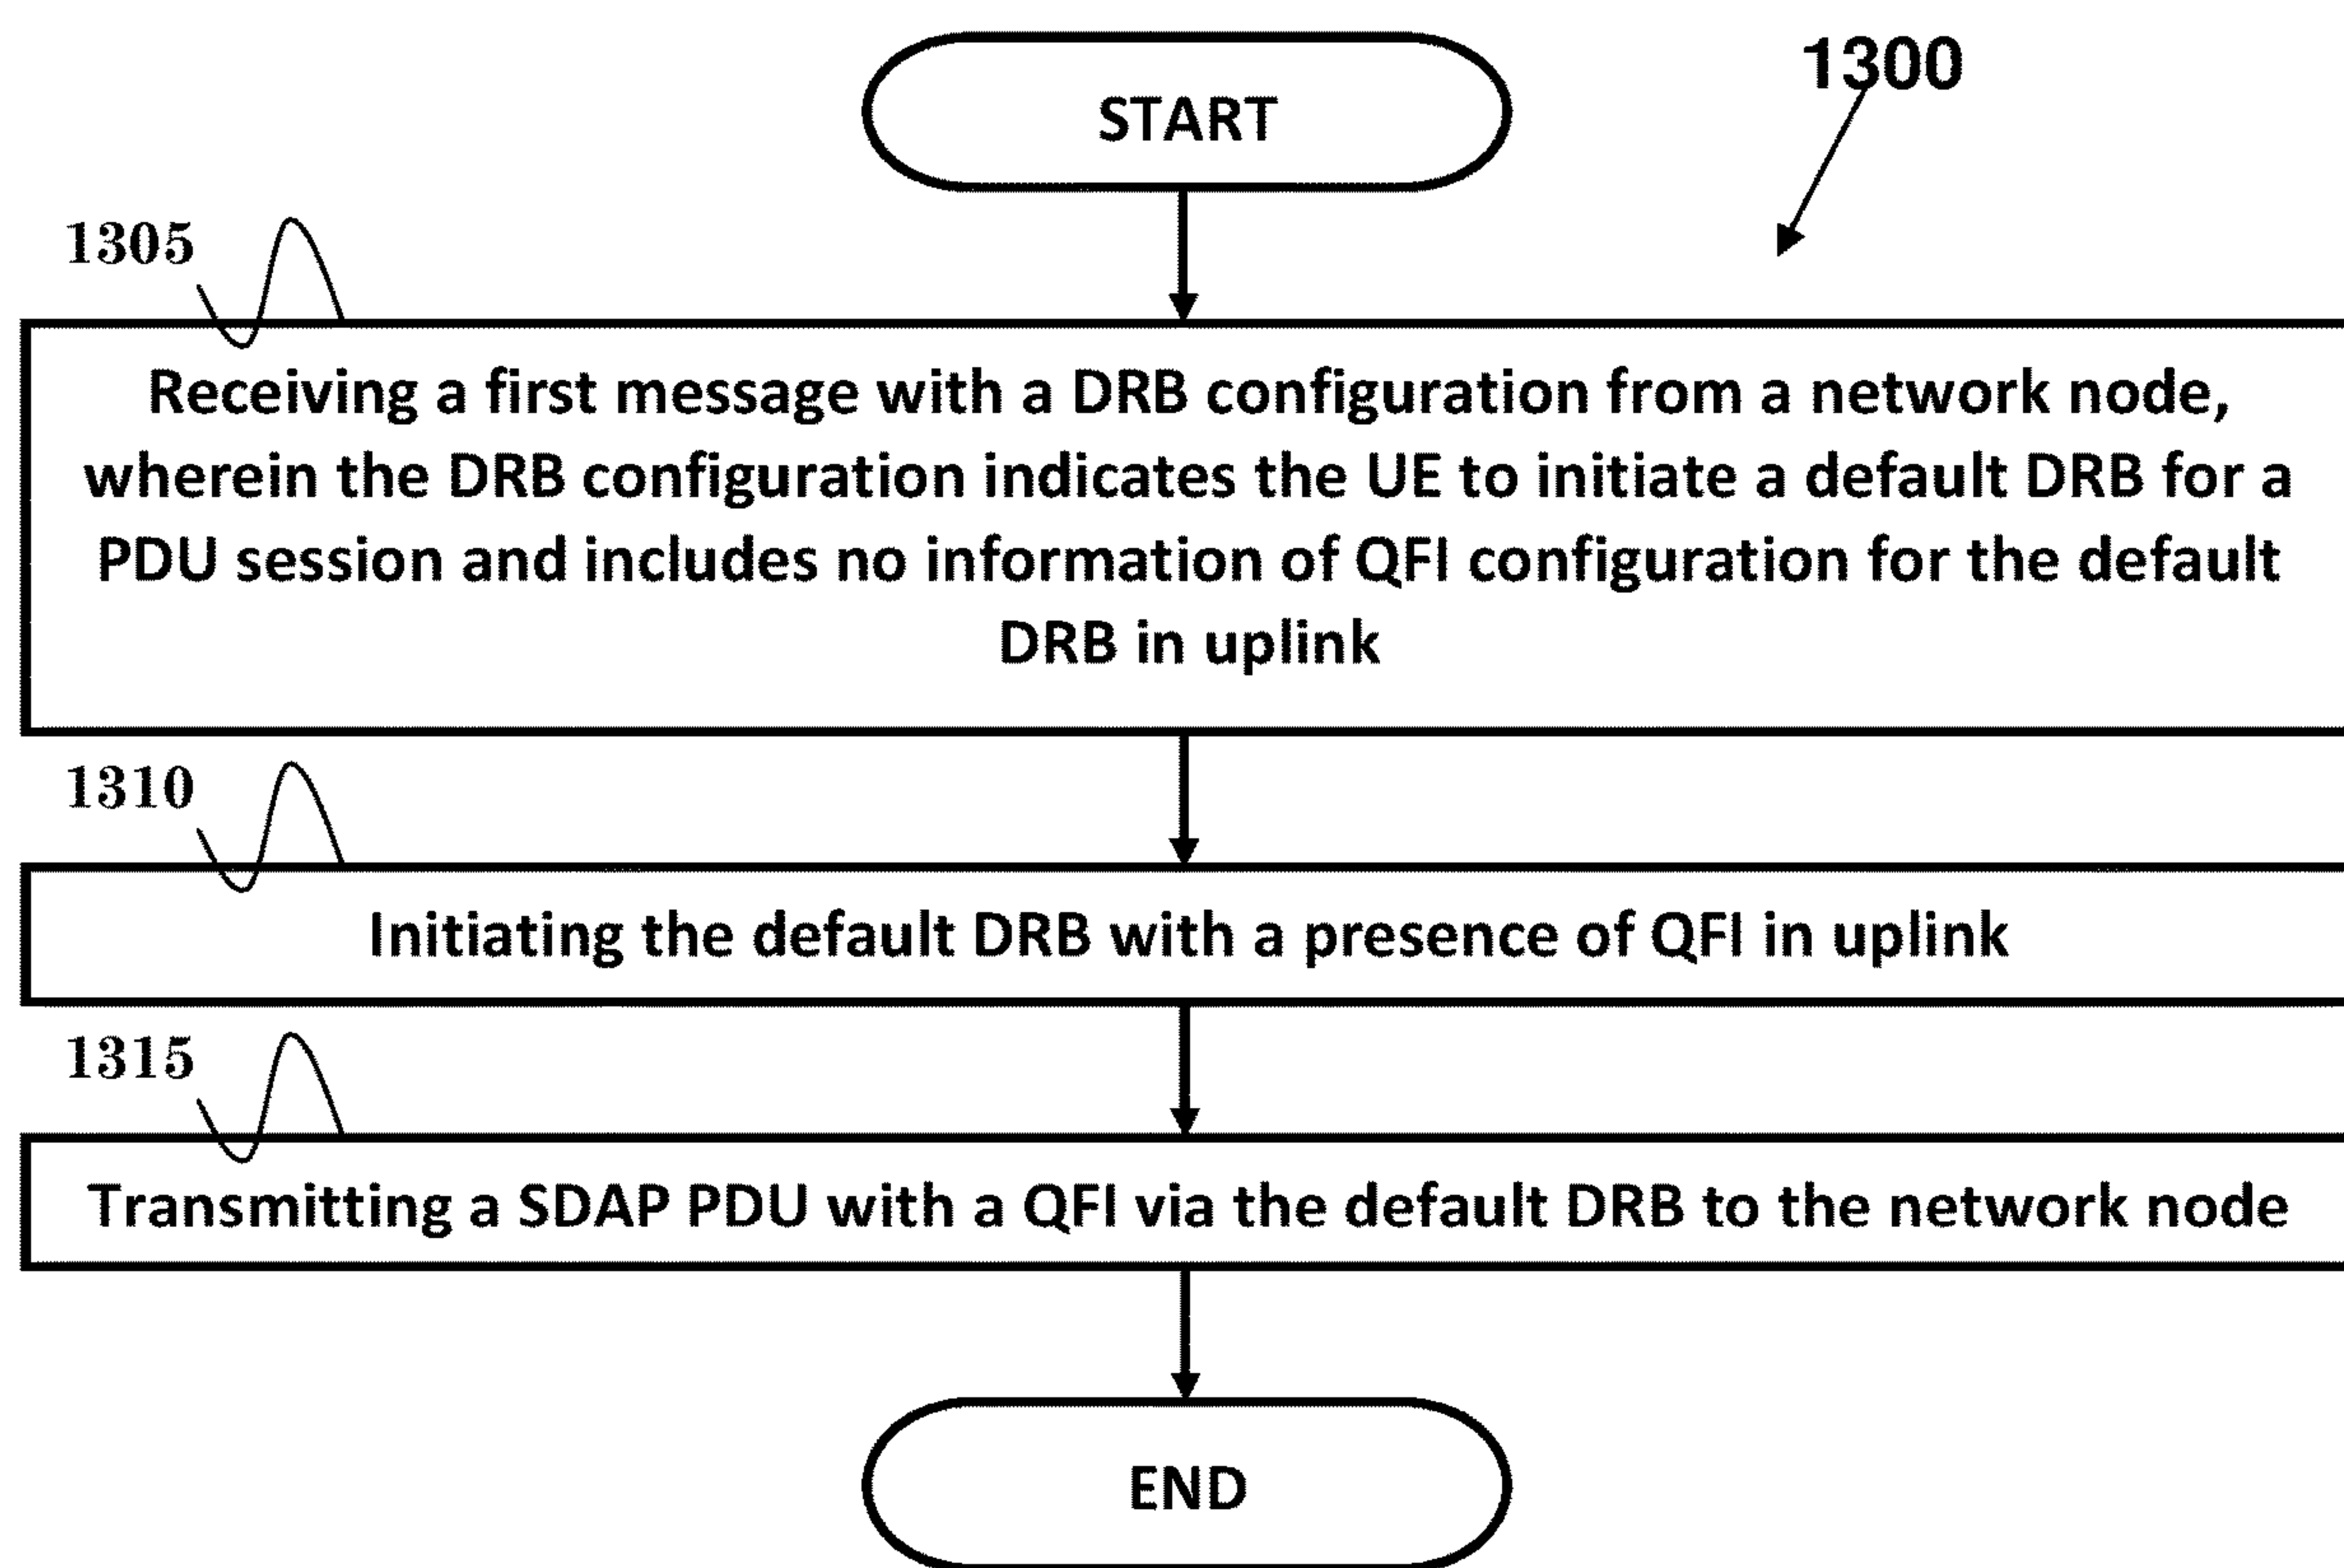 START
1300
1305
Receiving a first message with a DRB configuration from a network node,
wherein the DRB configuration indicates the UE to initiate a default DRB for a
PDU session and includes no information of QFI configuration for the default
DRB in uplink
1310
Initiating the default DRB with a presence of QFI in uplink
1315
Transmitting a SDAP PDU with a QFI via the default DRB to the network node
END